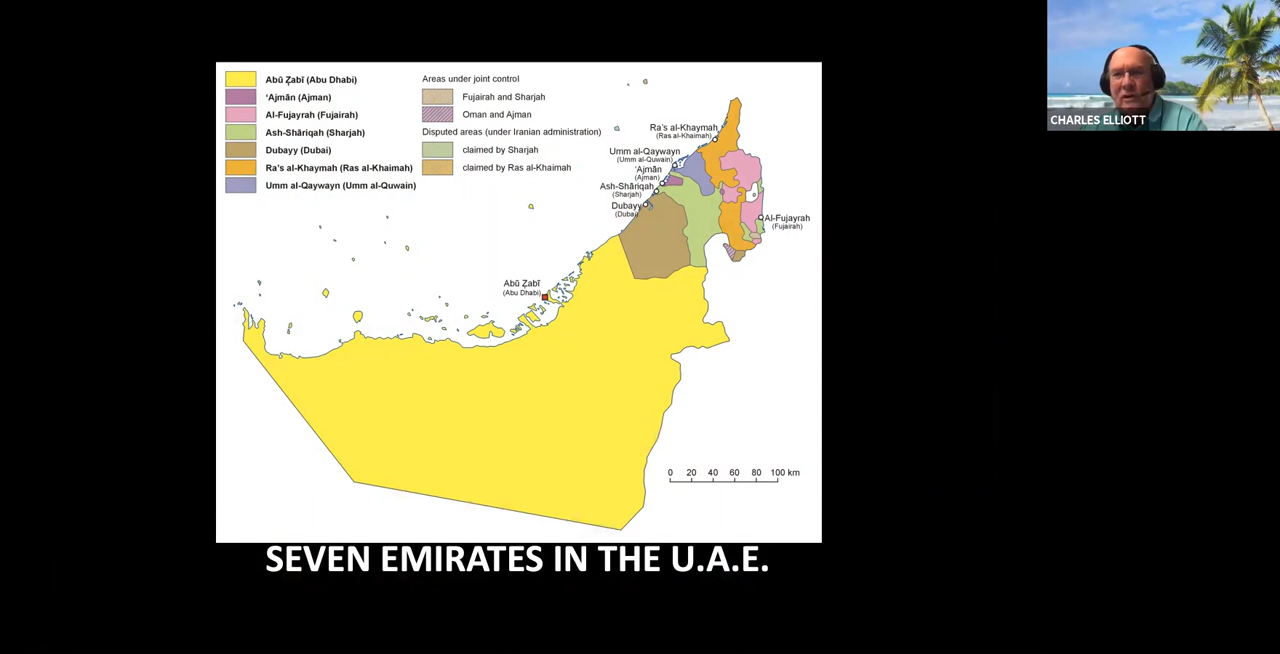 Abū Z̧abī (Abu Dhabi)
‘Ajmān (Ajman)
Al-Fujayrah (Fujairah)
Ash-Shāriqah (Sharjah)
Dubayy (Dubai)
Ra's al-Khaymah (Ras al-Khaimah)
Umm al-Qaywayn (Umm al-Quwain)
Areas under joint control
Fujairah and Sharjah
Oman and Ajman
Disputed areas (under Iranian administration)
claimed by Sharjah
claimed by Ras al-Khaimah
Ra's al-Khaymah
(Ras al-Khaimah)
Umm al-Qaywayn
(Umm al-Quwain)
‘Ajmān
(Ajman)
Ash-Shāriqah
(Sharjah)
Dubayy
(Dubai)
Al-Fujayrah
(Fujairah)
Abū Z̧abī
(Abu Dhabi)
0 20 40 60 80 100 km
SEVEN EMIRATES IN THE U.A.E.
CHARLES ELLIOTT